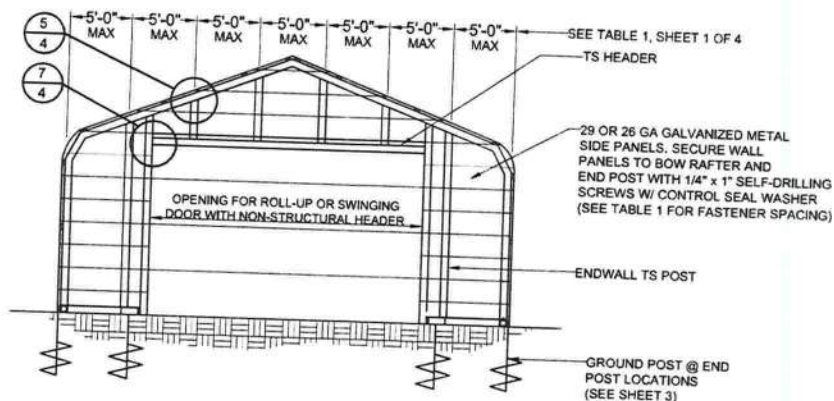 5'-0" 5'-0" 5'-0" 5'-0" 5'-0" 5'-0" 5'-0"
MAX MAX MAX MAX MAX MAX MAX
5
4
7
4
SEE TABLE 1, SHEET 1 OF 4
TS HEADER
29 OR 26 GA GALVANIZED METAL
SIDE PANELS. SECURE WALL
PANELS TO BOW RAFTER AND
END POST WITH 1/4" x 1" SELF-DRILLING
SCREWS W/ CONTROL SEAL WASHER
(SEE TABLE 1 FOR FASTENER SPACING)
OPENING FOR ROLL-UP OR SWINGING
DOOR WITH NON-STRUCTURAL HEADER
ENDWALL TS POST
GROUND POST @ END
POST LOCATIONS
(SEE SHEET 3)